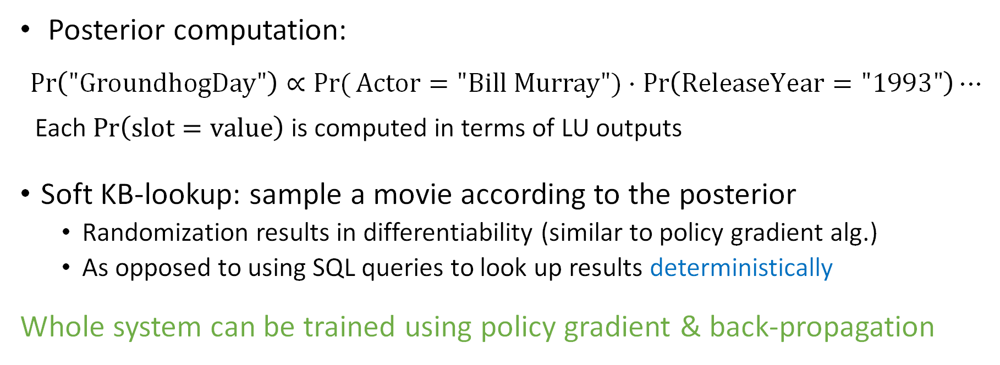 • Posterior computation:
Pr("GroundhogDay") ∝ Pr( Actor = "Bill Murray") · Pr(ReleaseYear = "1993") ⋯
Each Pr(slot = value) is computed in terms of LU outputs
• Soft KB-lookup: sample a movie according to the posterior
• Randomization results in differentiability (similar to policy gradient alg.)
• As opposed to using SQL queries to look up results deterministically
Whole system can be trained using policy gradient & back-propagation